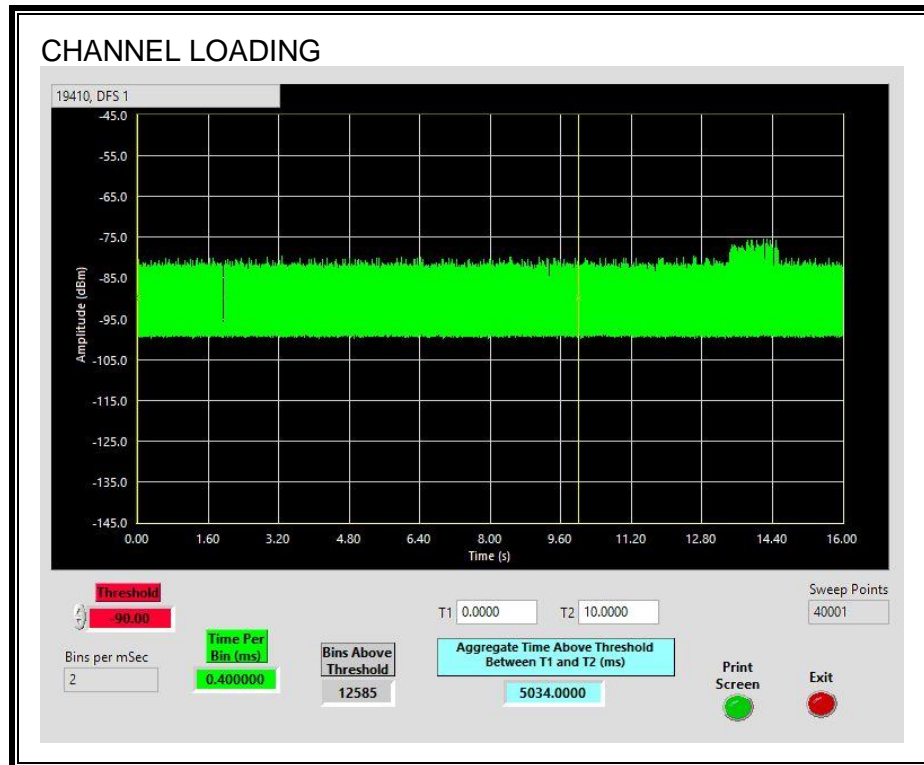 CHANNEL LOADING
19410, DFS 1
-45.0
-55.0
-65.0
-75.0
-85.0
-95.0
-105.0
-115.0
-125.0
-135.0
-145.0
Amplitude (dBm)
0.00 1.60 3.20 4.80 6.40 8.00 9.60 11.20 12.80 14.40 16.00
Time (s)
Threshold
-90.00
Bins per mSec
2
Time Per
Bin (ms)
0.400000
Bins Above
Threshold
12585
T1 0.0000 T2 10.0000
Aggregate Time Above Threshold
Between T1 and T2 (ms)
5034.0000
Sweep Points
40001
Print
Screen
Exit